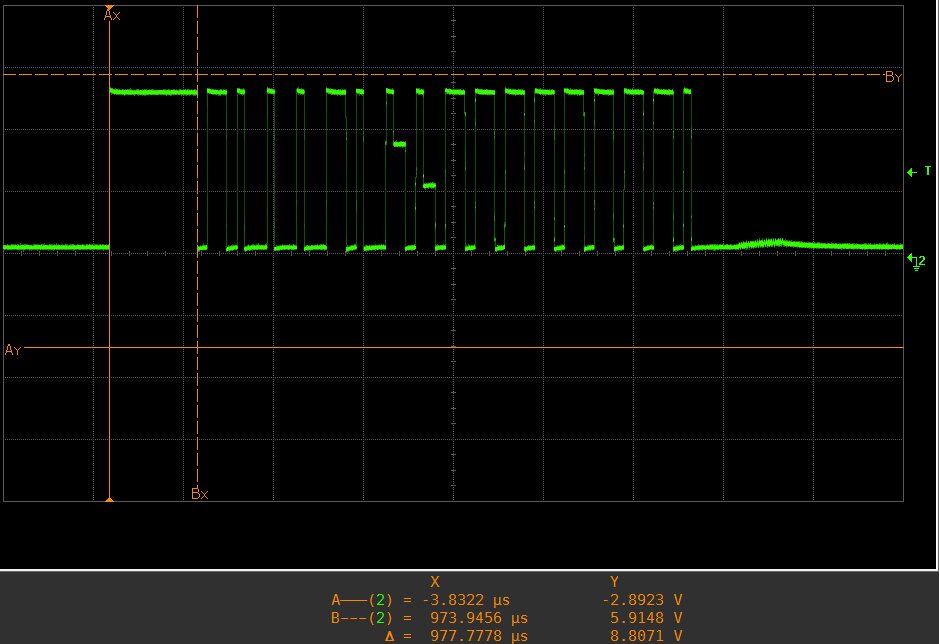 AX
BY
T
2
AY
BX
X Y
A───(2) = -3.8322 µs -2.8923 V
B---(2) = 973.9456 µs 5.9148 V
Δ = 977.7778 µs 8.8071 V